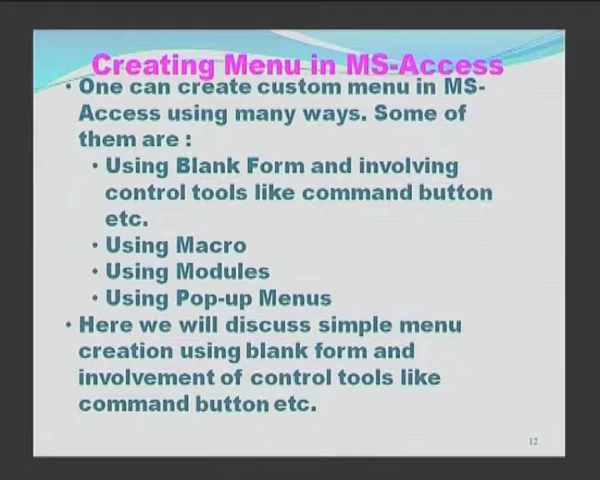 Creating Menu in MS-Access
• One can create custom menu in MS-
Access using many ways. Some of
them are :
• Using Blank Form and involving
control tools like command button
etc.
• Using Macro
• Using Modules
• Using Pop-up Menus
• Here we will discuss simple menu
creation using blank form and
involvement of control tools like
command button etc.
12